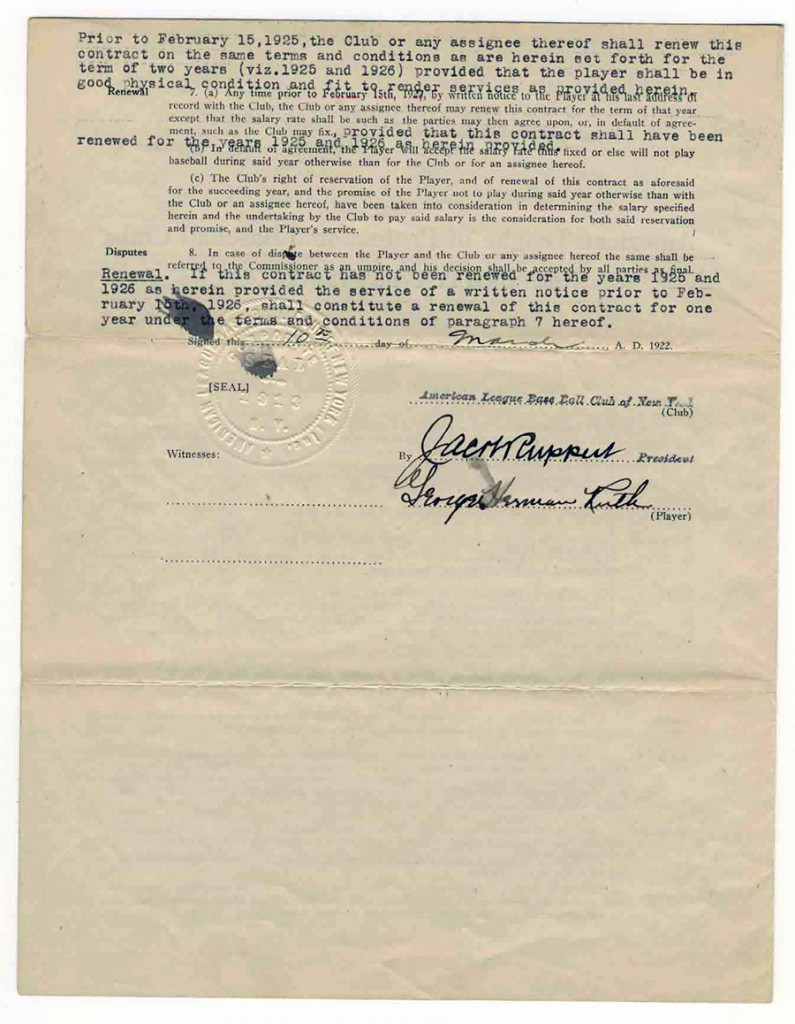 Prior to February 15,1925,the Club or any assignee thereof shall renew this
contract on the same terms and conditions as are herein set forth for the
term of two years (viz.1925 and 1926) provided that the player shall be in
good physical condition and fit to render services as provided herein.
Renewal 7. (a) Any time prior to February 15th, 1927, by written notice to the Player at his last address of
record with the Club, the Club or any assignee thereof may renew this contract for the term of that year
except that the salary rate shall be such as the parties may then agree upon, or, in default of agree-
ment, such as the Club may fix., provided that this contract shall have been
renewed for the years 1925 and 1926 as herein provided.
(b) In default of agreement, the Player will accept the salary rate thus fixed or else will not play
baseball during said year otherwise than for the Club or for an assignee hereof.
(c) The Club's right of reservation of the Player, and of renewal of this contract as aforesaid
for the succeeding year, and the promise of the Player not to play during said year otherwise than with
the Club or an assignee hereof, have been taken into consideration in determining the salary specified
herein and the undertaking by the Club to pay said salary is the consideration for both said reservation
and promise, and the Player's service.
Disputes 8. In case of dispute between the Player and the Club or any assignee hereof the same shall be
referred to the Commissioner as an umpire, and his decision shall be accepted by all parties as final.
Renewal. If this contract has not been renewed for the years 1925 and
1926 as herein provided the service of a written notice prior to Feb-
ruary 15th, 1926, shall constitute a renewal of this contract for one
year under the terms and conditions of paragraph 7 hereof.
Signed this 10th day of March A. D. 1922.
[SEAL]
American League Base Ball Club of New York
(Club)
Witnesses: By Jacob Ruppert President
George Herman Ruth
(Player)